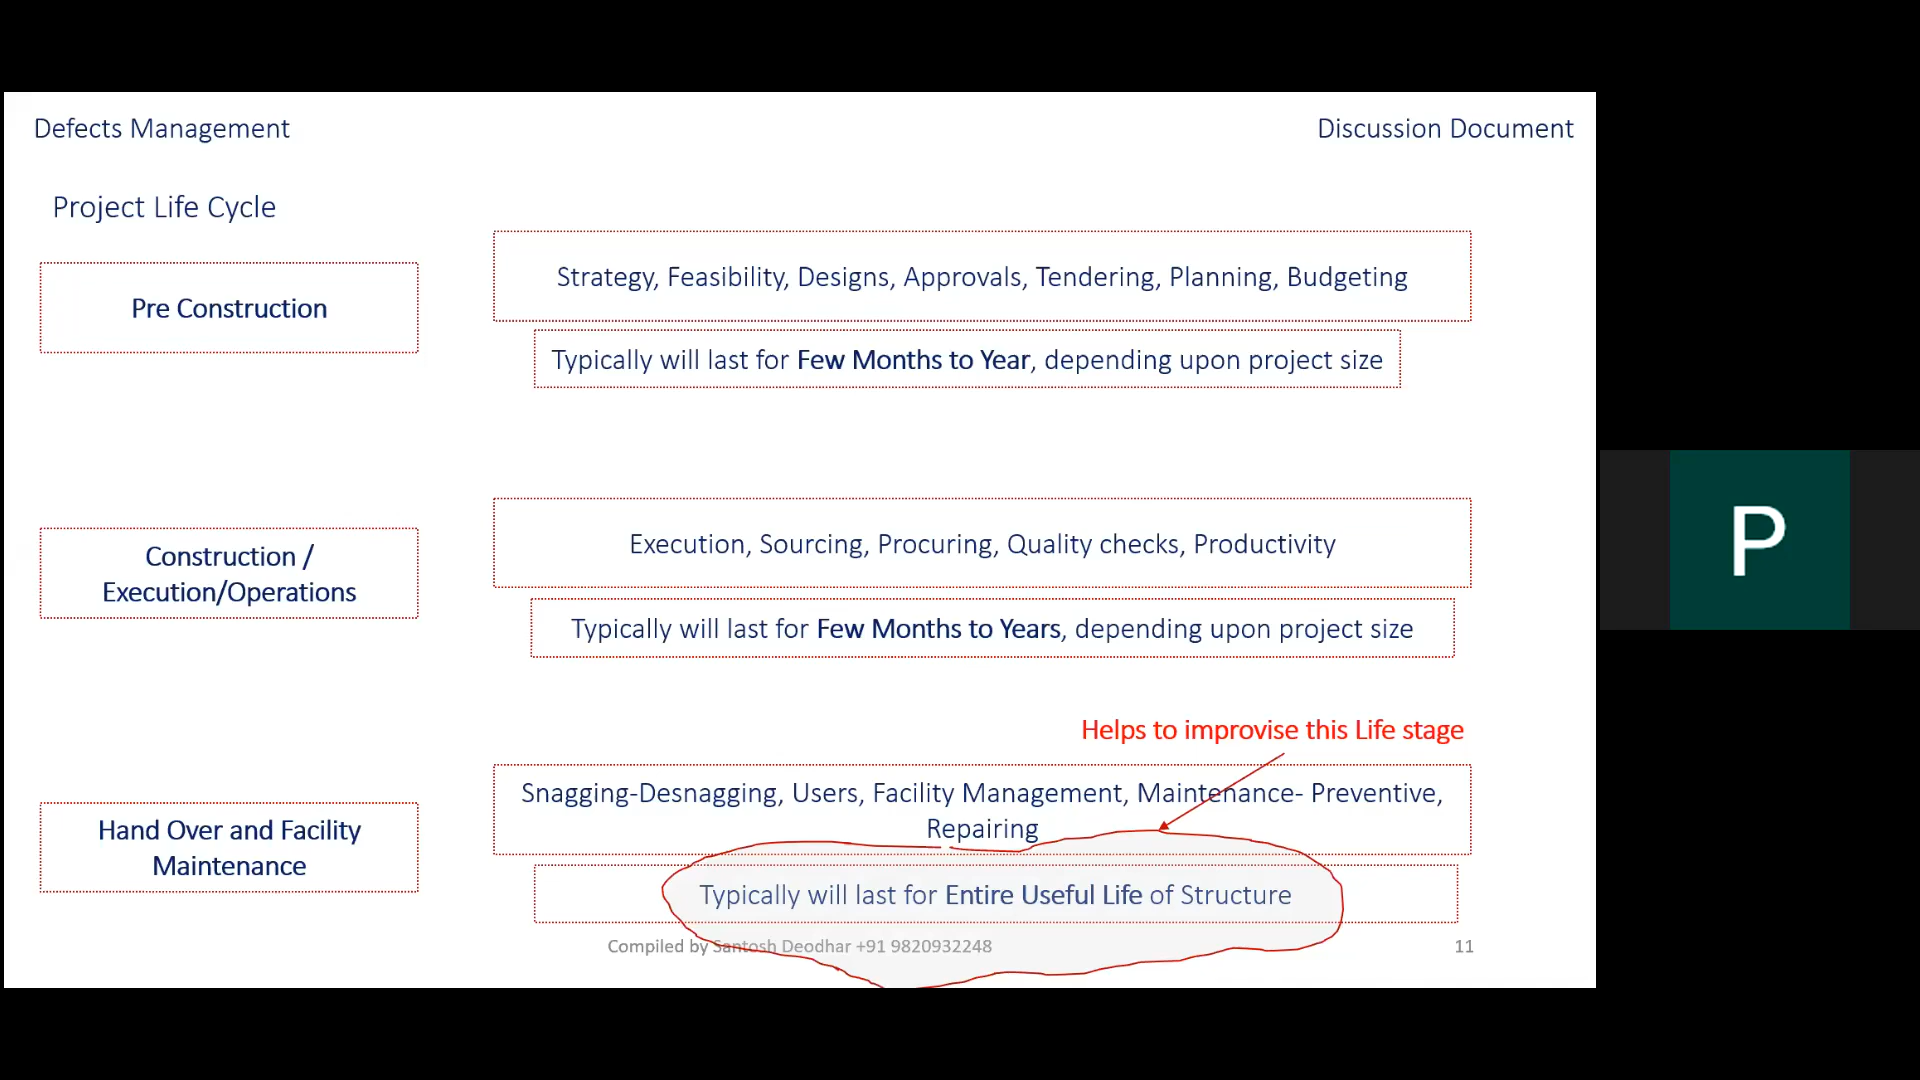 Defects Management
Discussion Document
Project Life Cycle
Pre Construction
Strategy, Feasibility, Designs, Approvals, Tendering, Planning, Budgeting
Typically will last for Few Months to Year, depending upon project size
Construction /
Execution/Operations
Execution, Sourcing, Procuring, Quality checks, Productivity
Typically will last for Few Months to Years, depending upon project size
Helps to improvise this Life stage
Hand Over and Facility
Maintenance
Snagging-Desnagging, Users, Facility Management, Maintenance- Preventive,
Repairing
Typically will last for Entire Useful Life of Structure
Compiled by Santosh Deodhar +91 9820932248
11
P